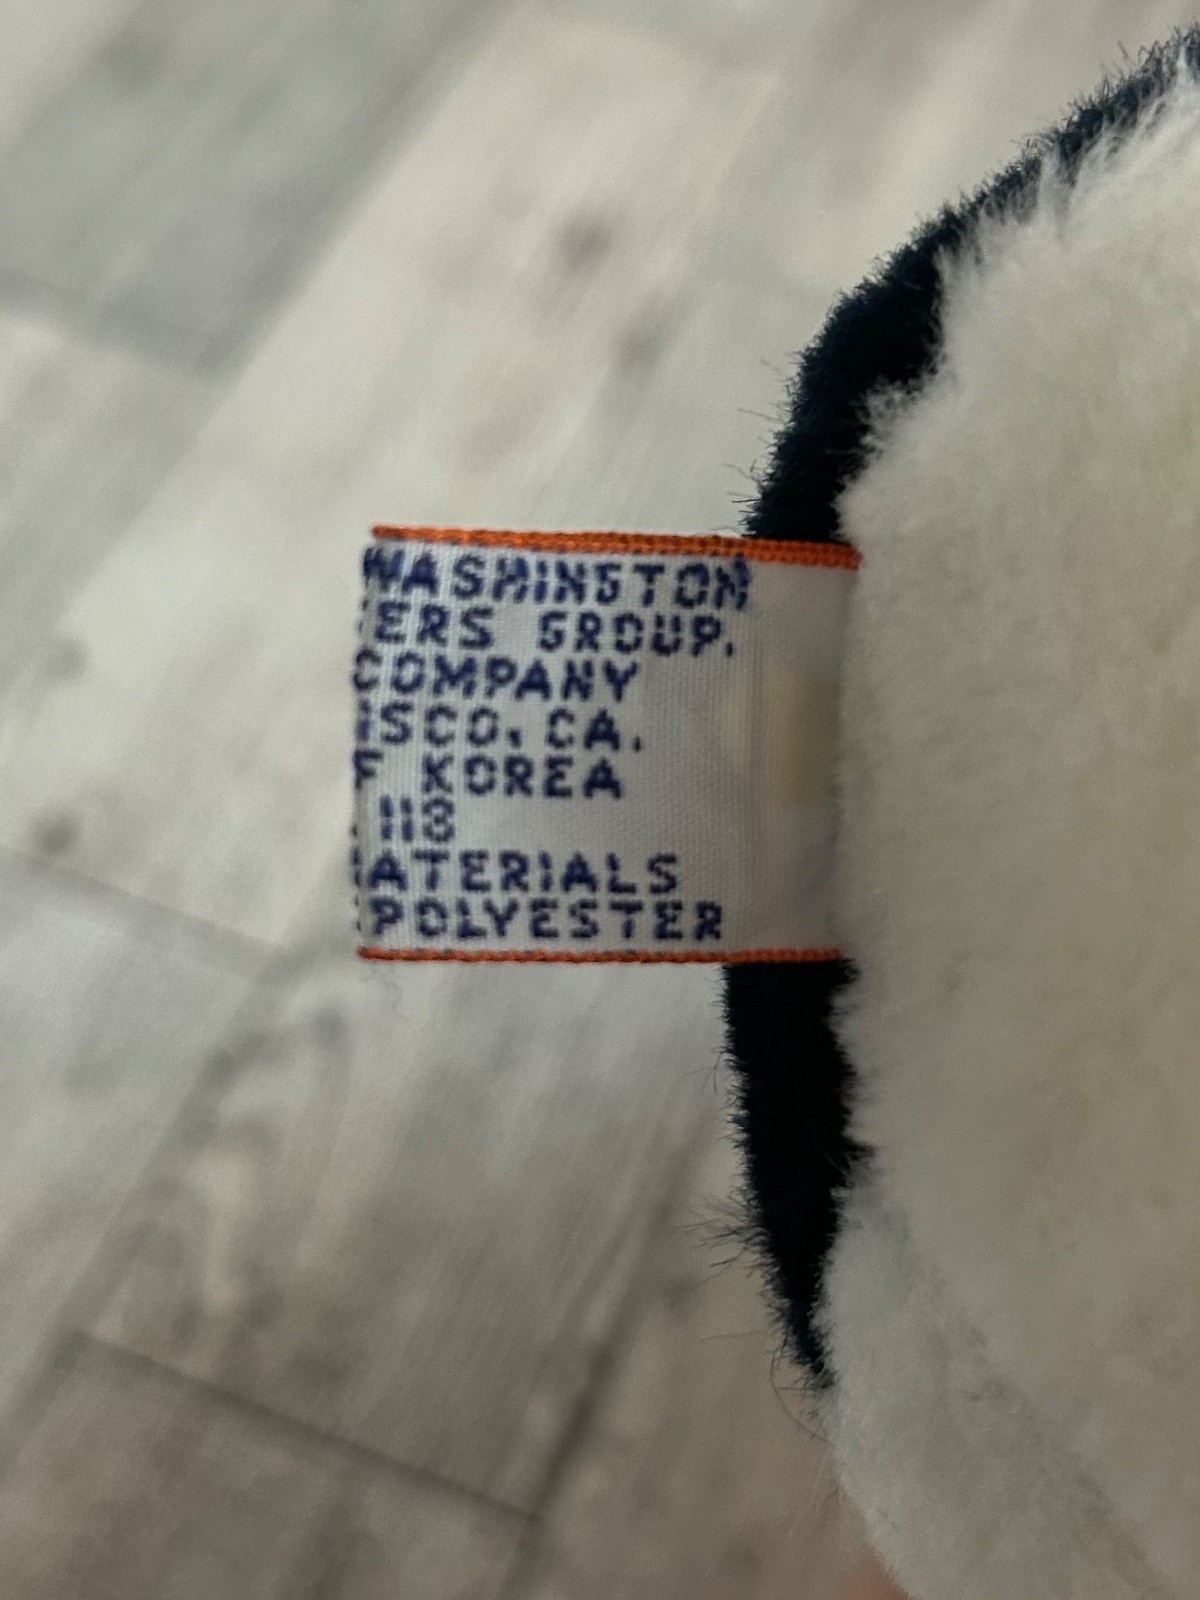 WASHINGTON
ERS GROUP.
COMPANY
ISCO. CA.
F KOREA
118
ATERIALS
POLYESTER